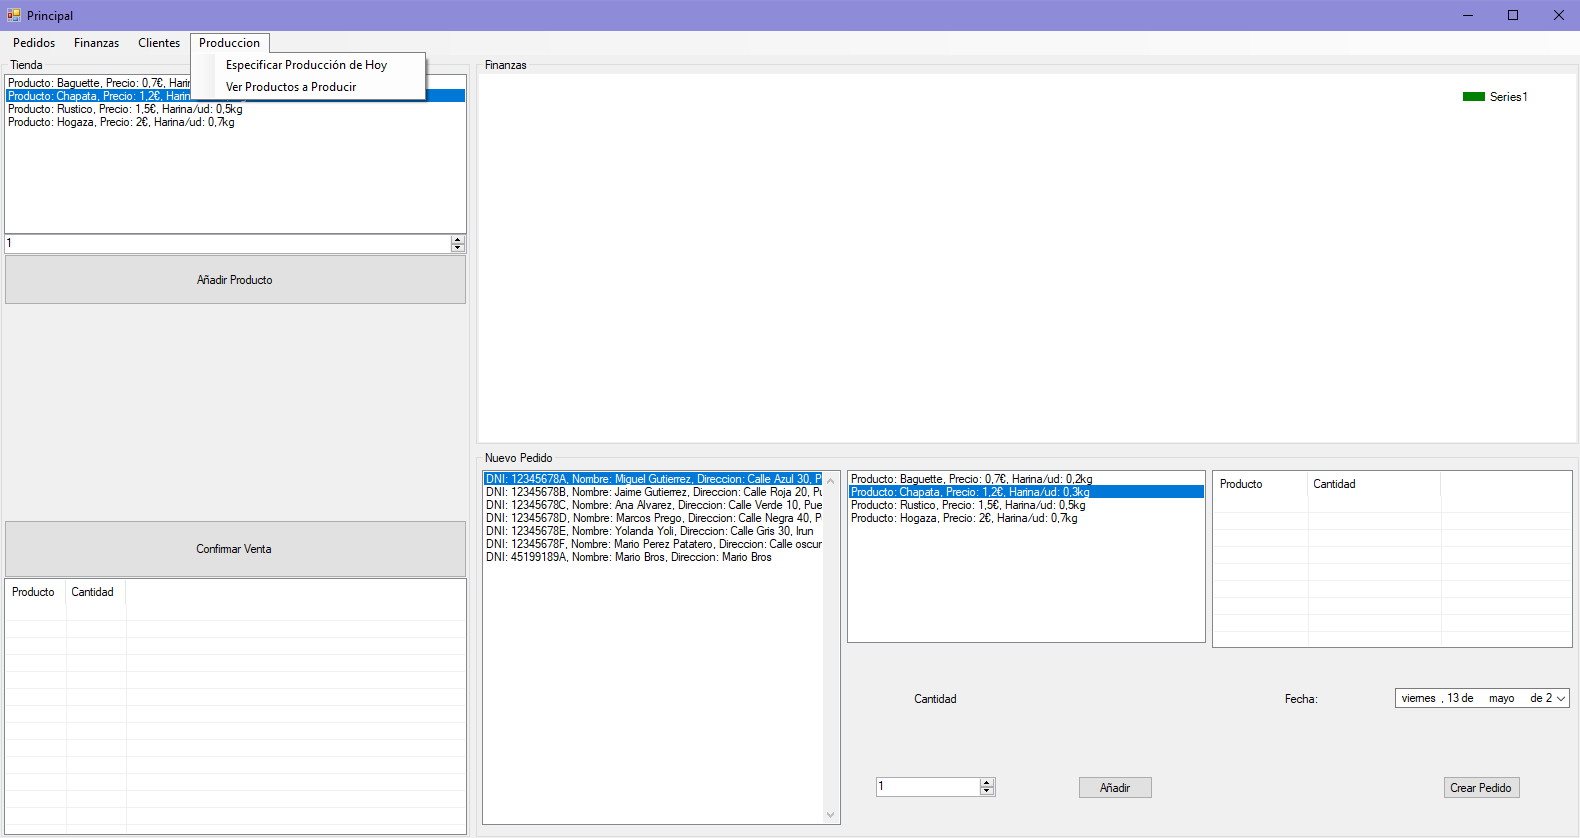 Principal
Pedidos Finanzas Clientes Produccion
Especificar Producción de Hoy
Ver Productos a Producir
Tienda
Producto: Baguette, Precio: 0,7€, Harin
Producto: Chapata, Precio: 1,2€, Harin
Producto: Rustico, Precio: 1,5€, Harina/ud: 0,5kg
Producto: Hogaza, Precio: 2€, Harina/ud: 0,7kg
1
Añadir Producto
Confirmar Venta
Producto Cantidad
Finanzas
Series1
Nuevo Pedido
DNI: 12345678A, Nombre: Miguel Gutierrez, Direccion: Calle Azul 30, P
DNI: 12345678B, Nombre: Jaime Gutierrez, Direccion: Calle Roja 20, Pu
DNI: 12345678C, Nombre: Ana Alvarez, Direccion: Calle Verde 10, Pue
DNI: 12345678D, Nombre: Marcos Prego, Direccion: Calle Negra 40, P
DNI: 12345678E, Nombre: Yolanda Yoli, Direccion: Calle Gris 30, Irun
DNI: 12345678F, Nombre: Mario Perez Patatero, Direccion: Calle oscur
DNI: 45199189A, Nombre: Mario Bros, Direccion: Mario Bros
Producto: Baguette, Precio: 0,7€, Harina/ud: 0,2kg
Producto: Chapata, Precio: 1,2€, Harina/ud: 0,3kg
Producto: Rustico, Precio: 1,5€, Harina/ud: 0,5kg
Producto: Hogaza, Precio: 2€, Harina/ud: 0,7kg
Producto Cantidad
Cantidad
Fecha:
viernes , 13 de mayo de 2
1
Añadir
Crear Pedido